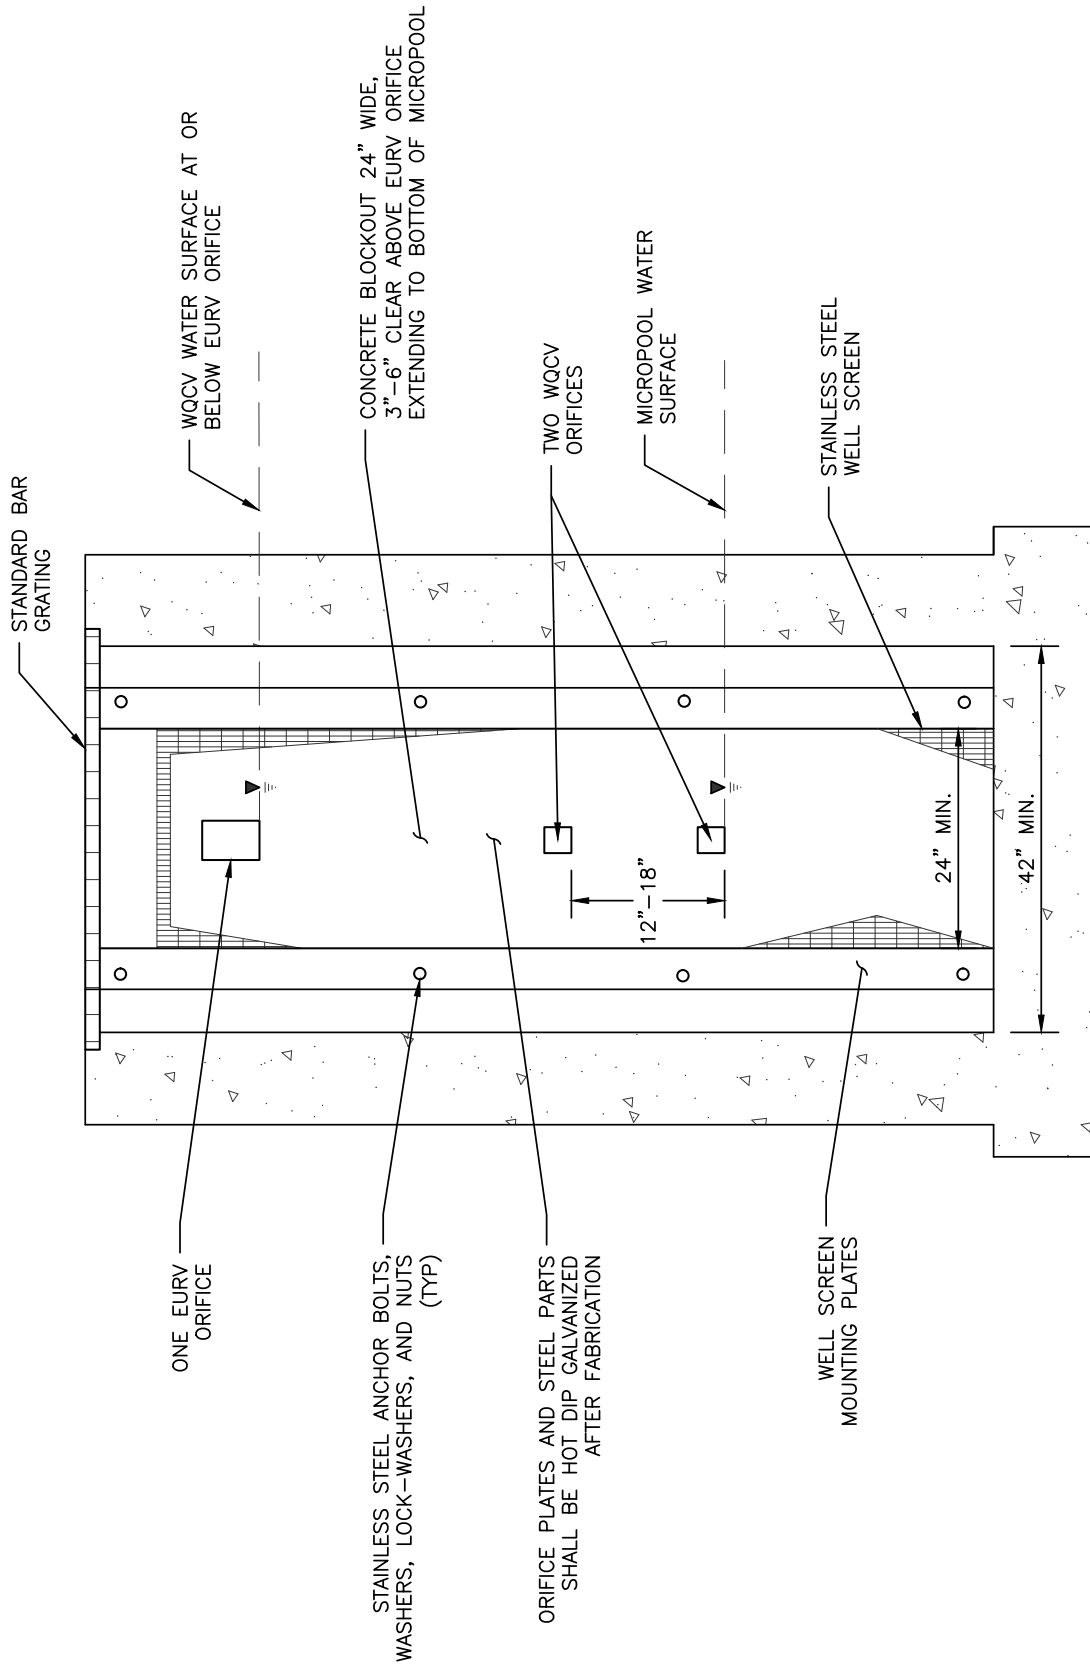 STANDARD BAR
GRATING
WQCV WATER SURFACE AT OR
BELOW EURV ORIFICE
CONCRETE BLOCKOUT 24" WIDE,
3"-6" CLEAR ABOVE EURV ORIFICE
EXTENDING TO BOTTOM OF MICROPOOL
TWO WQCV
ORIFICES
MICROPOOL WATER
SURFACE
STAINLESS STEEL
WELL SCREEN
ONE EURV
ORIFICE
STAINLESS STEEL ANCHOR BOLTS,
WASHERS, LOCK-WASHERS, AND NUTS
(TYP)
ORIFICE PLATES AND STEEL PARTS
SHALL BE HOT DIP GALVANIZED
AFTER FABRICATION
WELL SCREEN
MOUNTING PLATES
12"-18"
24" MIN.
42" MIN.